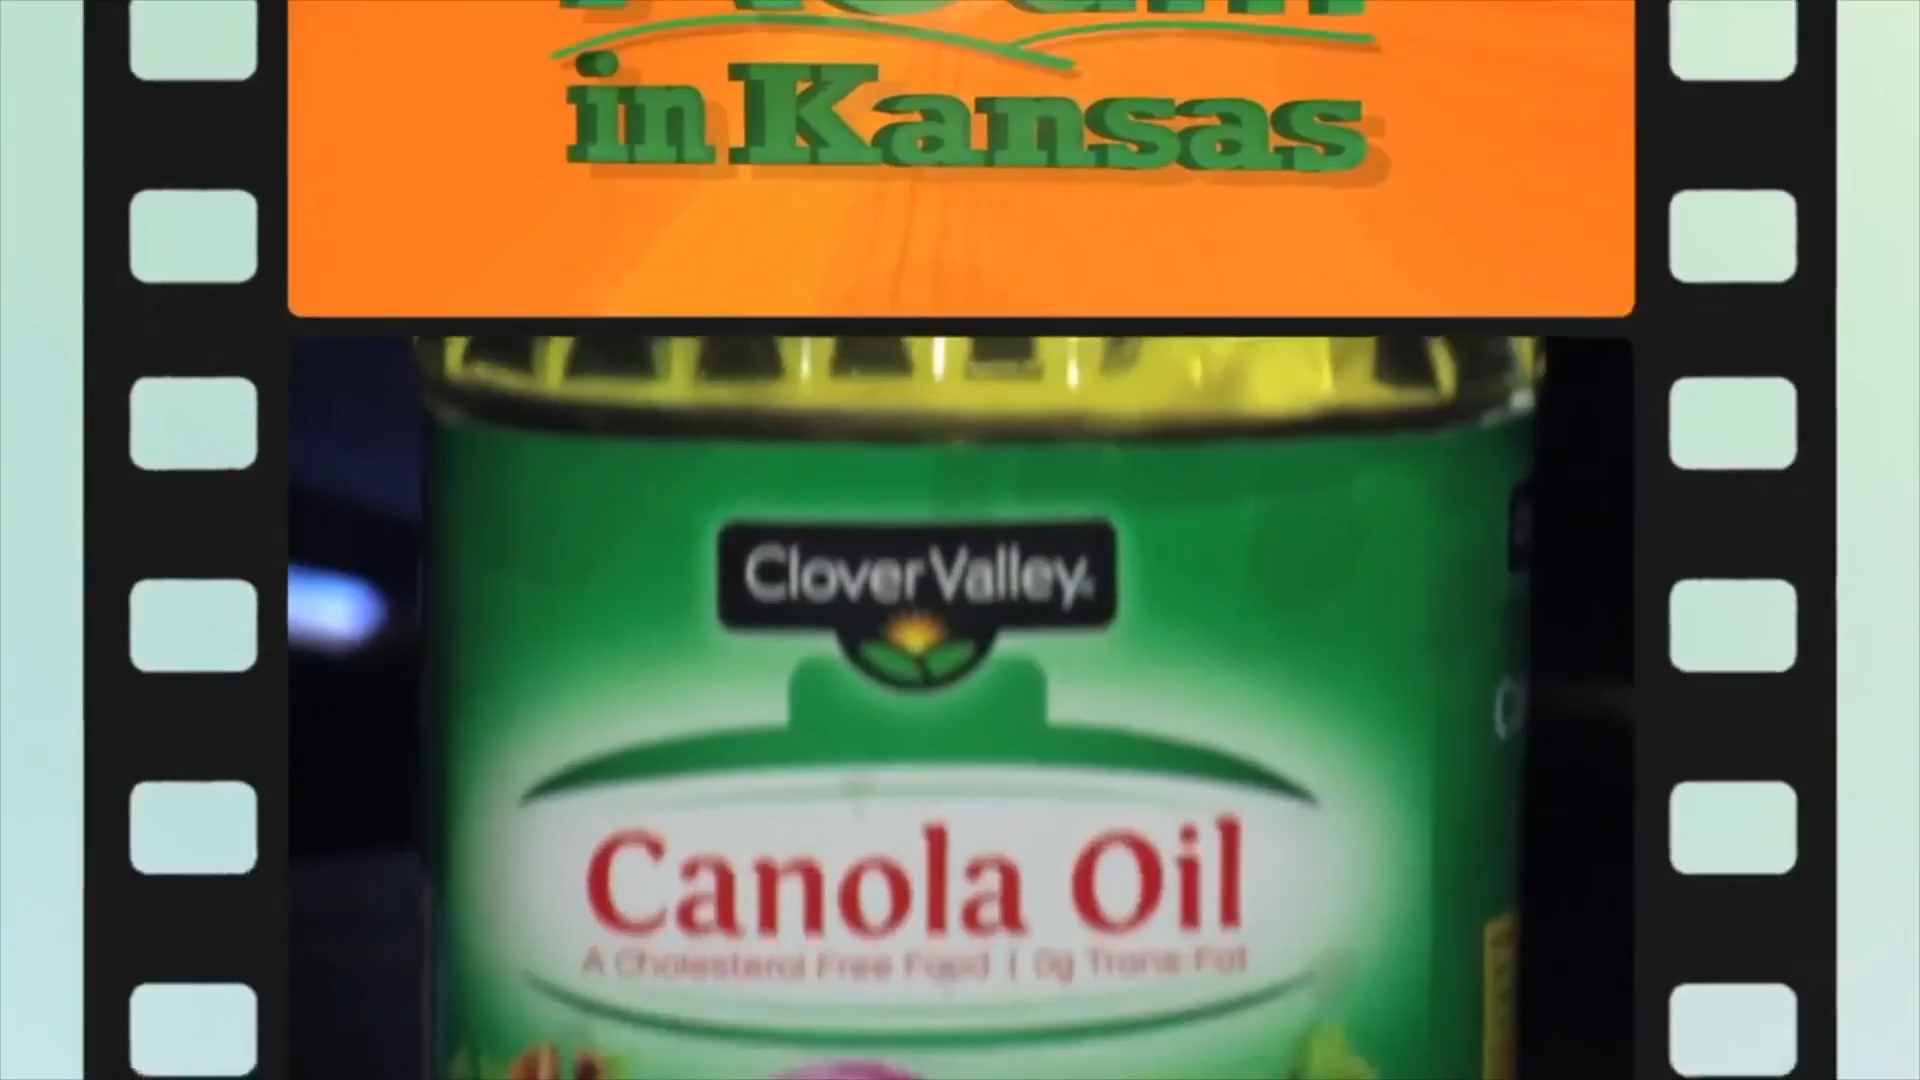 in Kansas
Clover Valley
Canola Oil
A Cholesterol Free Food | 0g Trans Fat